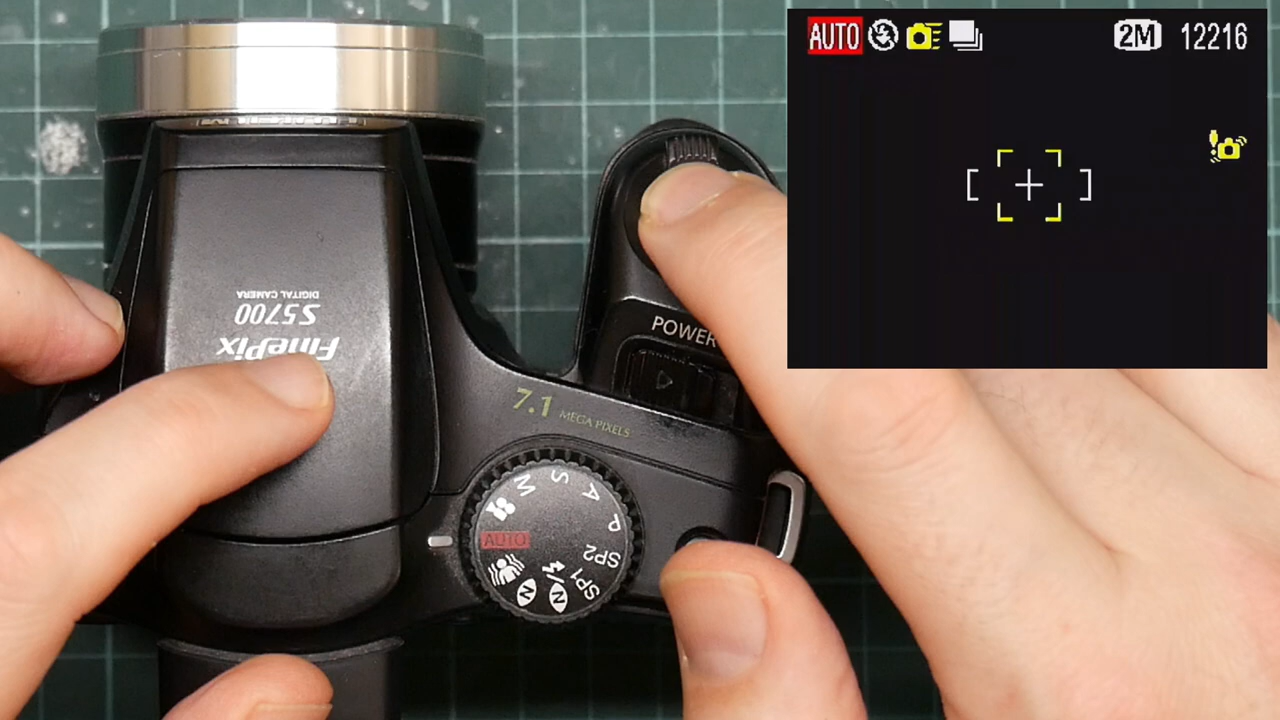 AUTO 2M 12216
DIGITAL CAMERA
S5700
FinePix
POWER
7.1 MEGA PIXELS
M S A P SP2 SP1 N N AUTO